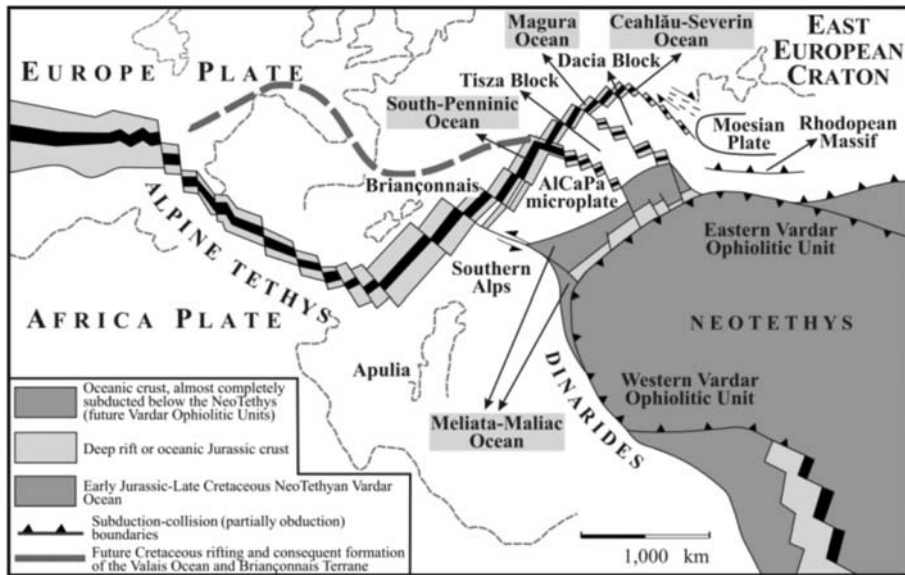 Magura
Ocean
Ceahlău-Severin
Ocean
EAST
EUROPEAN
CRATON
EUROPE PLATE
Tisza Block
Dacia Block
South-Penninic
Ocean
Moesian
Plate
Rhodopean
Massif
Briançonnais
AlCaPa
microplate
ALPINE TETHYS
Eastern Vardar
Ophiolitic Unit
Southern
Alps
AFRICA PLATE
NEOTETHYS
Apulia
DINARIDES
Western Vardar
Ophiolitic Unit
Meliata-Maliac
Ocean
Oceanic crust, almost completely
subducted below the NeoTethys
(future Vardar Ophiolitic Units)
Deep rift or oceanic Jurassic crust
Early Jurassic-Late Cretaceous NeoTethyan Vardar
Ocean
Subduction-collision (partially obduction)
boundaries
Future Cretaceous rifting and consequent formation
of the Valais Ocean and Briançonnais Terrane
1,000 km